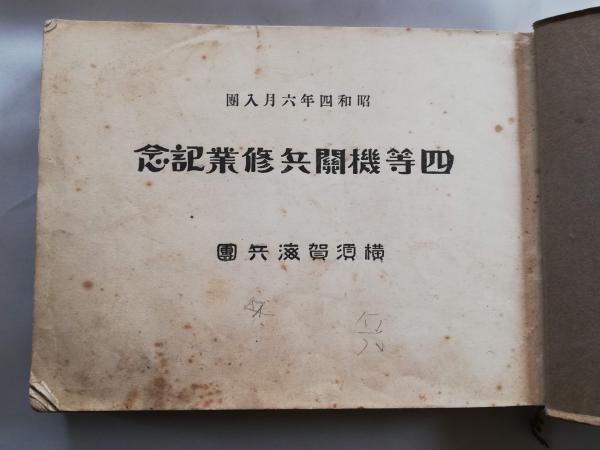 昭和四年六月入團
四等機關兵修業記念
横須賀海兵團